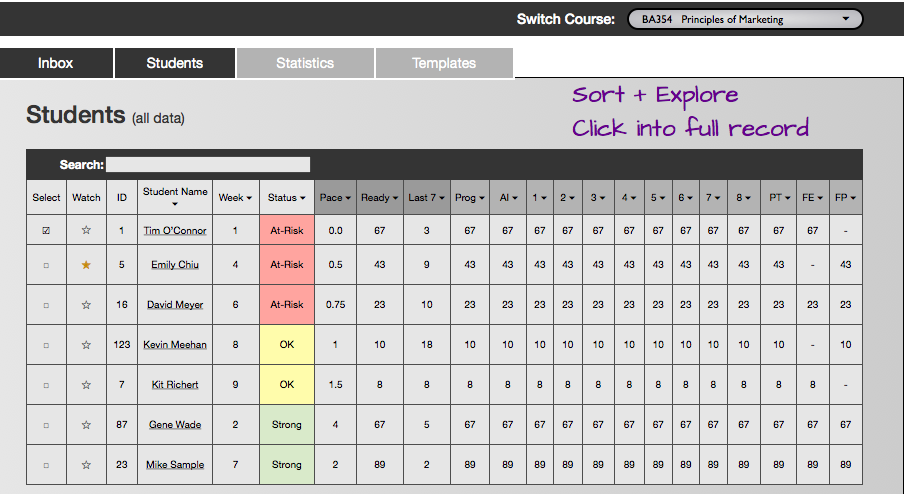 Switch Course: BA354 Principles of Marketing
Inbox Students Statistics Templates
Sort + Explore
Students (all data)
Click into full record
Search:
Select Watch ID Student Name Week Status Pace Ready Last 7 Prog AI 1 2 3 4 5 6 7 8 PT FE FP
1 Tim O'Connor 1 At-Risk 0.0 67 3 67 67 67 67 67 67 67 67 67 67 67 67 -
5 Emily Chiu 4 At-Risk 0.5 43 9 43 43 43 43 43 43 43 43 43 43 43 - 43
16 David Meyer 6 At-Risk 0.75 23 10 23 23 23 23 23 23 23 23 23 23 23 23 23
123 Kevin Meehan 8 OK 1 10 18 10 10 10 10 10 10 10 10 10 10 10 - 10
7 Kit Richert 9 OK 1.5 8 8 8 8 8 8 8 8 8 8 8 8 8 8 -
87 Gene Wade 2 Strong 4 67 5 67 67 67 67 67 67 67 67 67 67 67 67 67
23 Mike Sample 7 Strong 2 89 2 89 89 89 89 89 89 89 89 89 89 89 89 89